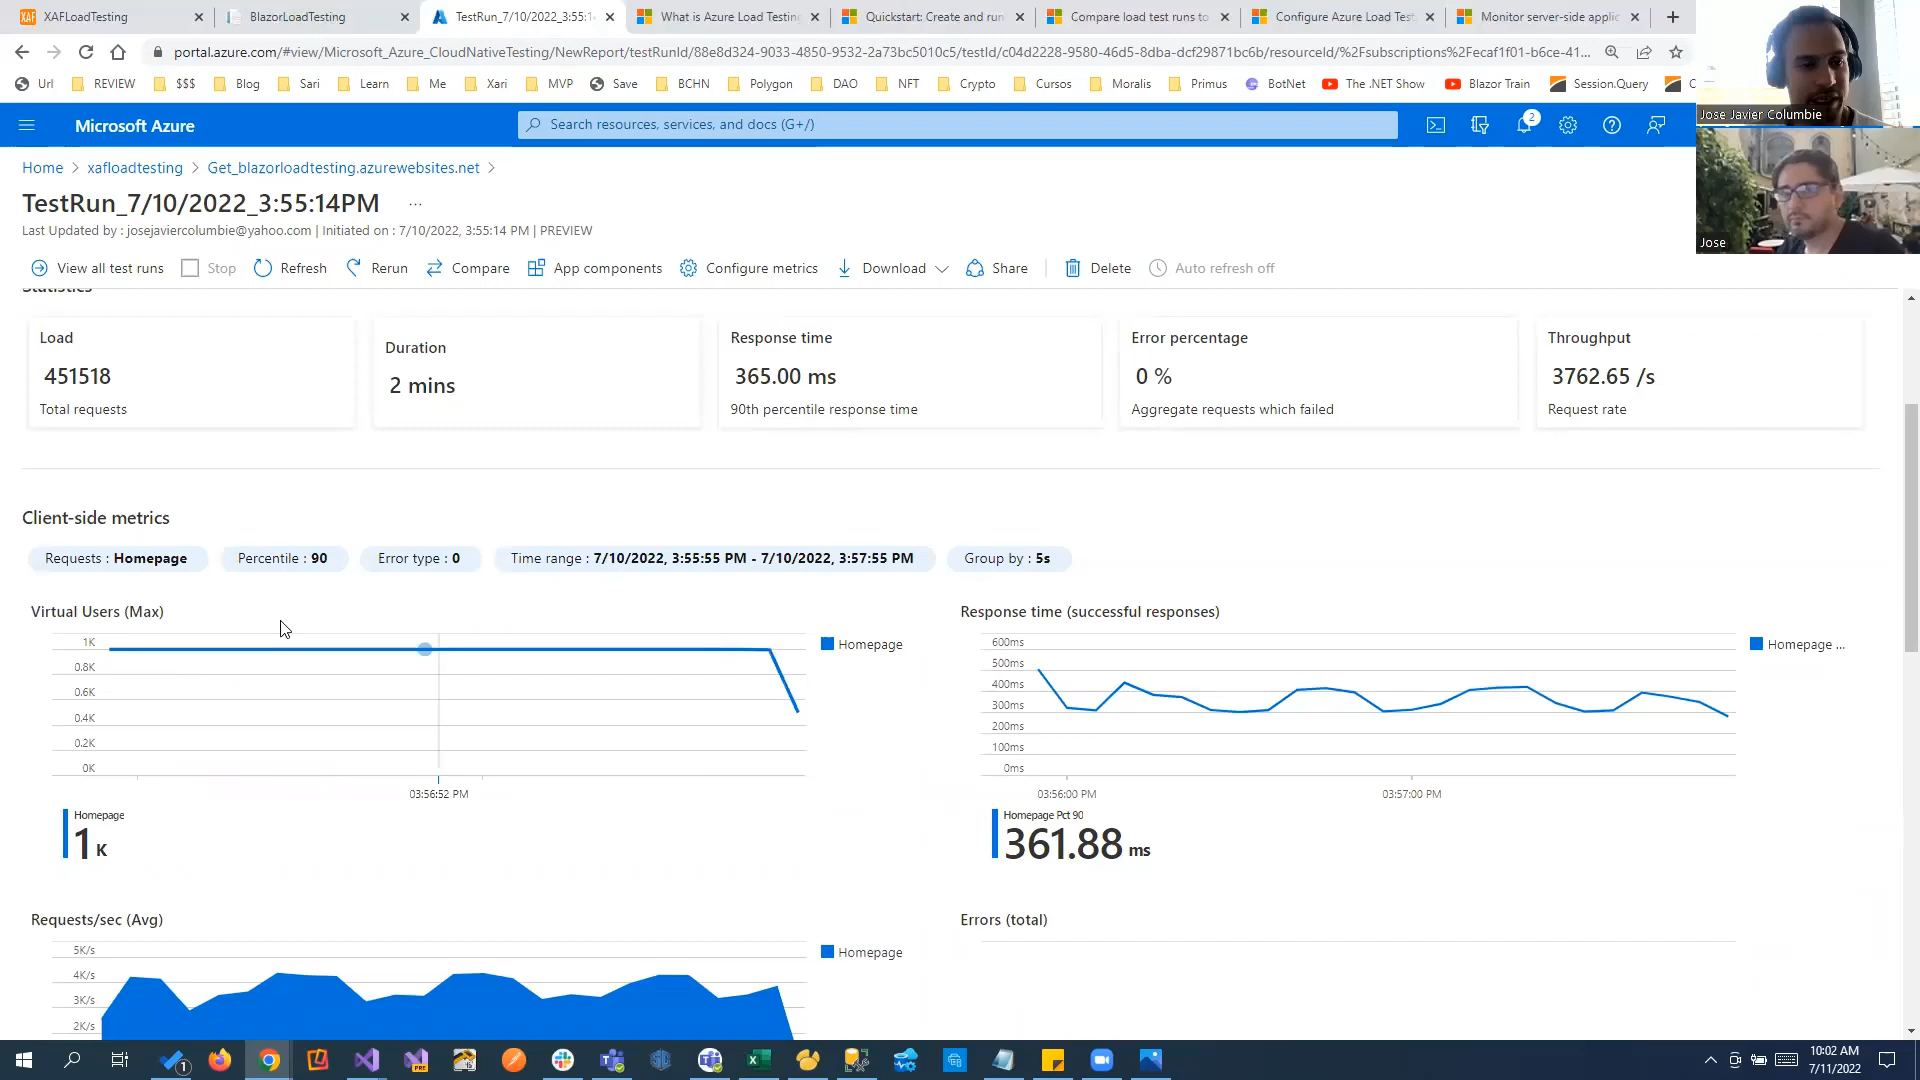 XAFLoadTesting
BlazorLoadTesting
TestRun_7/10/2022_3:55:1
What is Azure Load Testin
Quickstart: Create and run
Compare load test runs to
Configure Azure Load Test
Monitor server-side applic
portal.azure.com/#view/Microsoft_Azure_CloudNativeTesting/NewReport/testRunId/88e8d324-9033-4850-9532-2a73bc5010c5/testId/c04d2228-9580-46d5-8dba-dcf29871bc6b/resourceId/%2Fsubscriptions%2Fecaf1f01-b6ce-41...
Url REVIEW $$$ Blog Sari Learn Me Xari MVP Save BCHN Polygon DAO NFT Crypto Cursos Moralis Primus BotNet The .NET Show Blazor Train Session.Query
Microsoft Azure
Search resources, services, and docs (G+/)
2
Jose Javier Columbie
Jose
Home > xafloadtesting > Get_blazorloadtesting.azurewebsites.net >
TestRun_7/10/2022_3:55:14PM ...
Last Updated by : josejaviercolumbie@yahoo.com | Initiated on : 7/10/2022, 3:55:14 PM | PREVIEW
View all test runs Stop Refresh Rerun Compare App components Configure metrics Download Share Delete Auto refresh off
Statistics
Load
451518
Total requests
Duration
2 mins
Response time
365.00 ms
90th percentile response time
Error percentage
0 %
Aggregate requests which failed
Throughput
3762.65 /s
Request rate
Client-side metrics
Requests : Homepage
Percentile : 90
Error type : 0
Time range : 7/10/2022, 3:55:55 PM - 7/10/2022, 3:57:55 PM
Group by : 5s
Virtual Users (Max)
1K
0.8K
0.6K
0.4K
0.2K
0K
03:56:52 PM
Homepage
Homepage
1 K
Response time (successful responses)
600ms
500ms
400ms
300ms
200ms
100ms
0ms
03:56:00 PM
03:57:00 PM
Homepage ...
Homepage Pct 90
361.88 ms
Requests/sec (Avg)
5K/s
4K/s
3K/s
2K/s
Homepage
Errors (total)
1
PRE
10:02 AM
7/11/2022